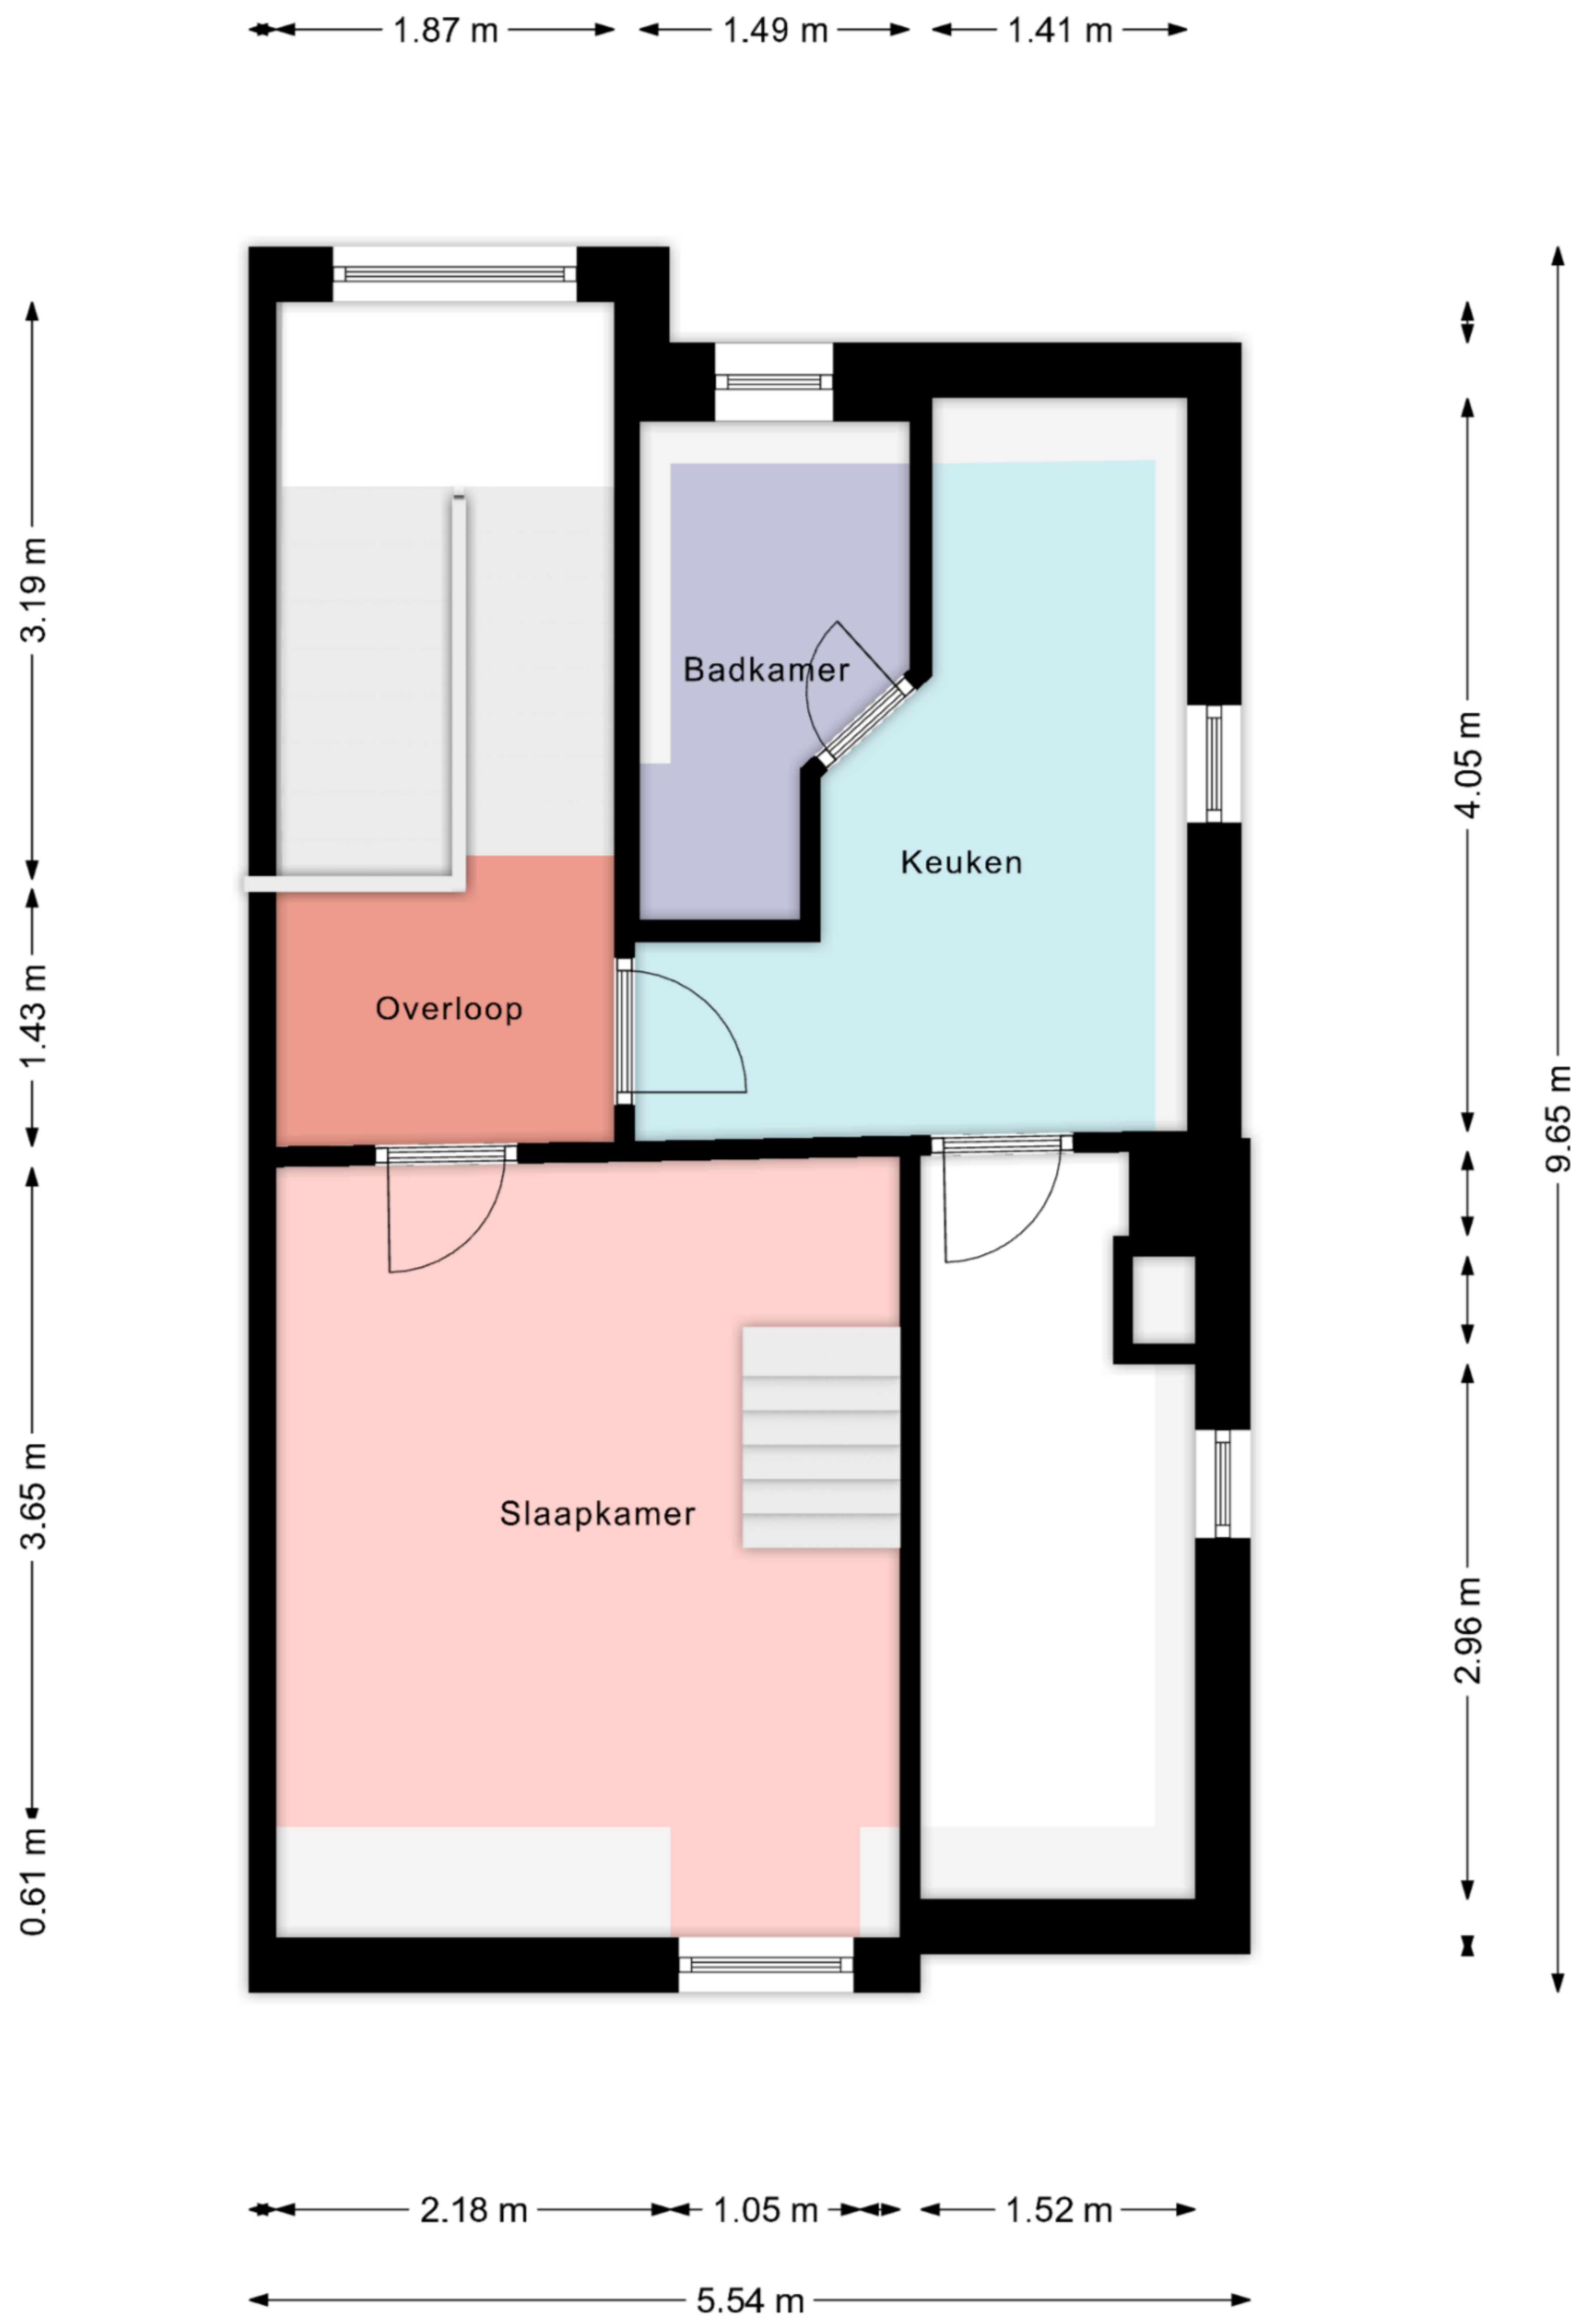 1.87 m
1.49 m
1.41 m
3.19 m
Badkamer
4.05 m
Keuken
1.43 m
Overloop
9.65 m
3.65 m
Slaapkamer
2.96 m
0.61 m
2.18 m
1.05 m
1.52 m
5.54 m